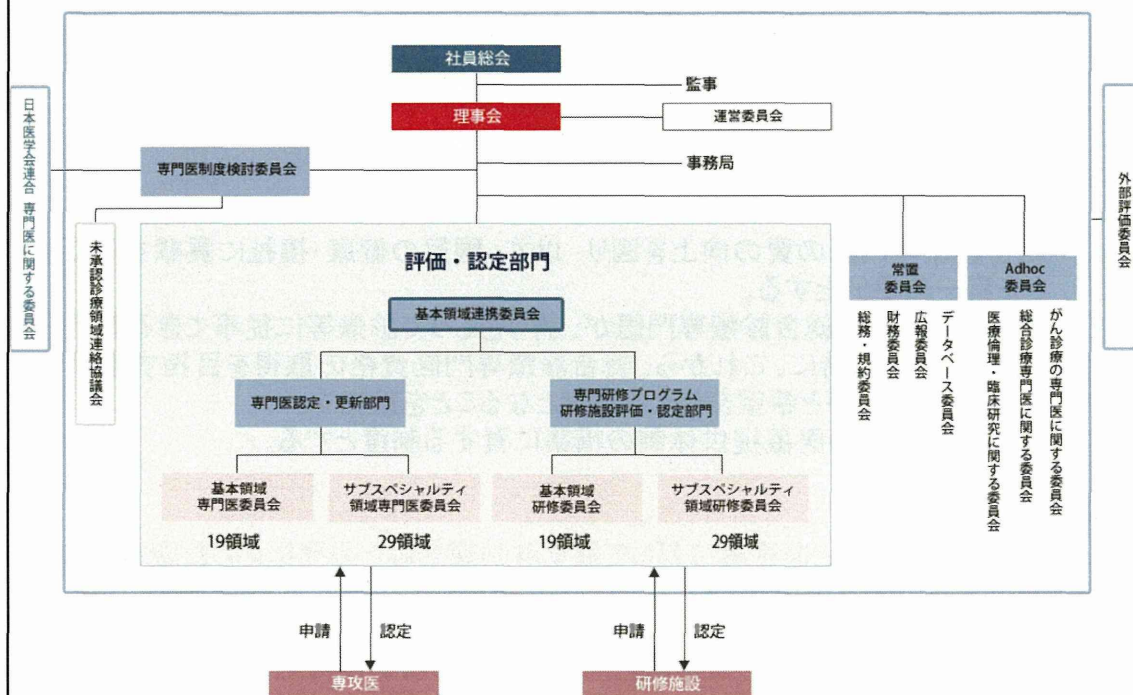 社員総会
監事
理事会
運営委員会
事務局
日本医学会連合 専門医に関する委員会
専門医制度検討委員会
未承認診療領域連絡協議会
外部評価委員会
評価・認定部門
基本領域連携委員会
常置
委員会
Adhoc
委員会
データベース委員会
広報委員会
財務委員会
総務・規約委員会
がん診療の専門医に関する委員会
総合診療専門医に関する委員会
医療倫理・臨床研究に関する委員会
専門医認定・更新部門
専門研修プログラム
研修施設評価・認定部門
基本領域
専門医委員会
サブスペシャルティ
領域専門医委員会
基本領域
研修委員会
サブスペシャルティ
領域研修委員会
19領域
29領域
19領域
29領域
申請
認定
申請
認定
専攻医
研修施設